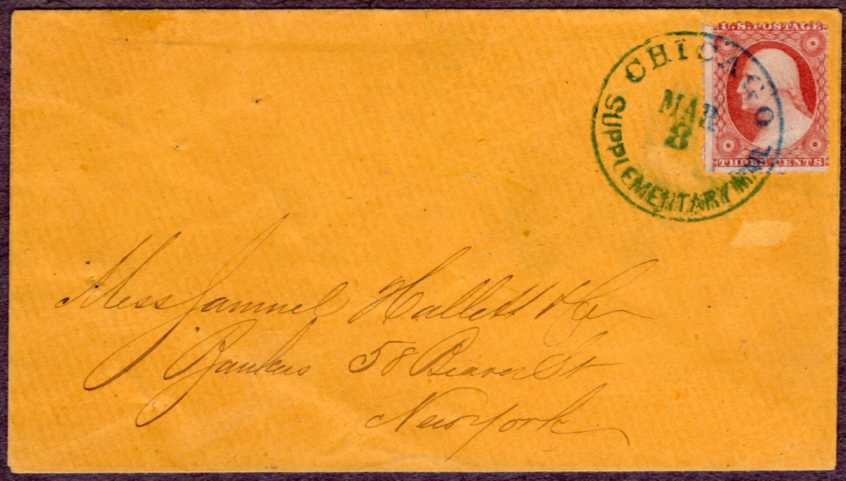 U.S. POSTAGE
THREE CENTS
CHICAGO
MAR
8
SUPPLEMENTARY MAIL
Mess Samuel Hallett & Co
Bankers 58 Beaver St
New York